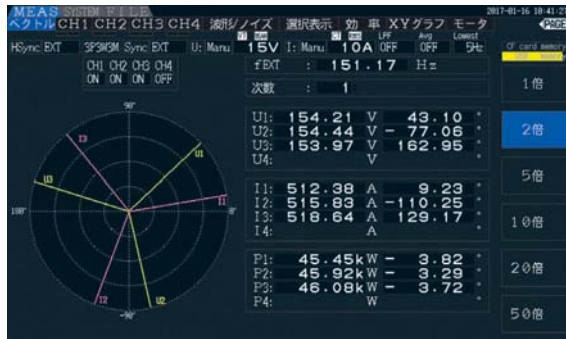 MEAS SYSTEM FILE 2017-01-16 10:41:27
ベクトル CH1 CH2 CH3 CH4 波形/ノイズ 選択表示 効 率 XYグラフ モータ PAGE
LPF Avg Lowest
HSync EXT 3P3W3M Sync EXT U: Manu 15V I: Manu 10A OFF OFF 5Hz
CF card memory
CH1 CH2 CH3 CH4
ON ON ON OFF
fEXT : 151.17 Hz
次数 : 1
1倍
90°
I3
U1
U3
I1
180°
0°
I2
U2
-90°
U1: 154.21 V 43.10 °
U2: 154.44 V - 77.06 °
U3: 153.97 V 162.95 °
U4: V °
2倍
5倍
I1: 512.38 A 9.23 °
I2: 515.83 A -110.25 °
I3: 518.64 A 129.17 °
I4: A °
10倍
P1: 45.45kW - 3.82 °
P2: 45.92kW - 3.29 °
P3: 46.08kW - 3.72 °
P4: W °
20倍
50倍